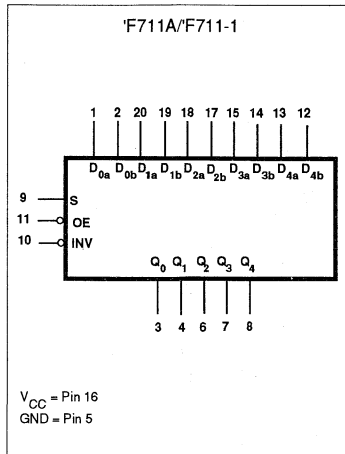 'F711A/'F711-1
1 2 20 19 18 17 15 14 13 12
D0a D0b D1a D1b D2a D2b D3a D3b D4a D4b
9 S
11 OE
10 INV
Q0 Q1 Q2 Q3 Q4
3 4 6 7 8
VCC = Pin 16
GND = Pin 5